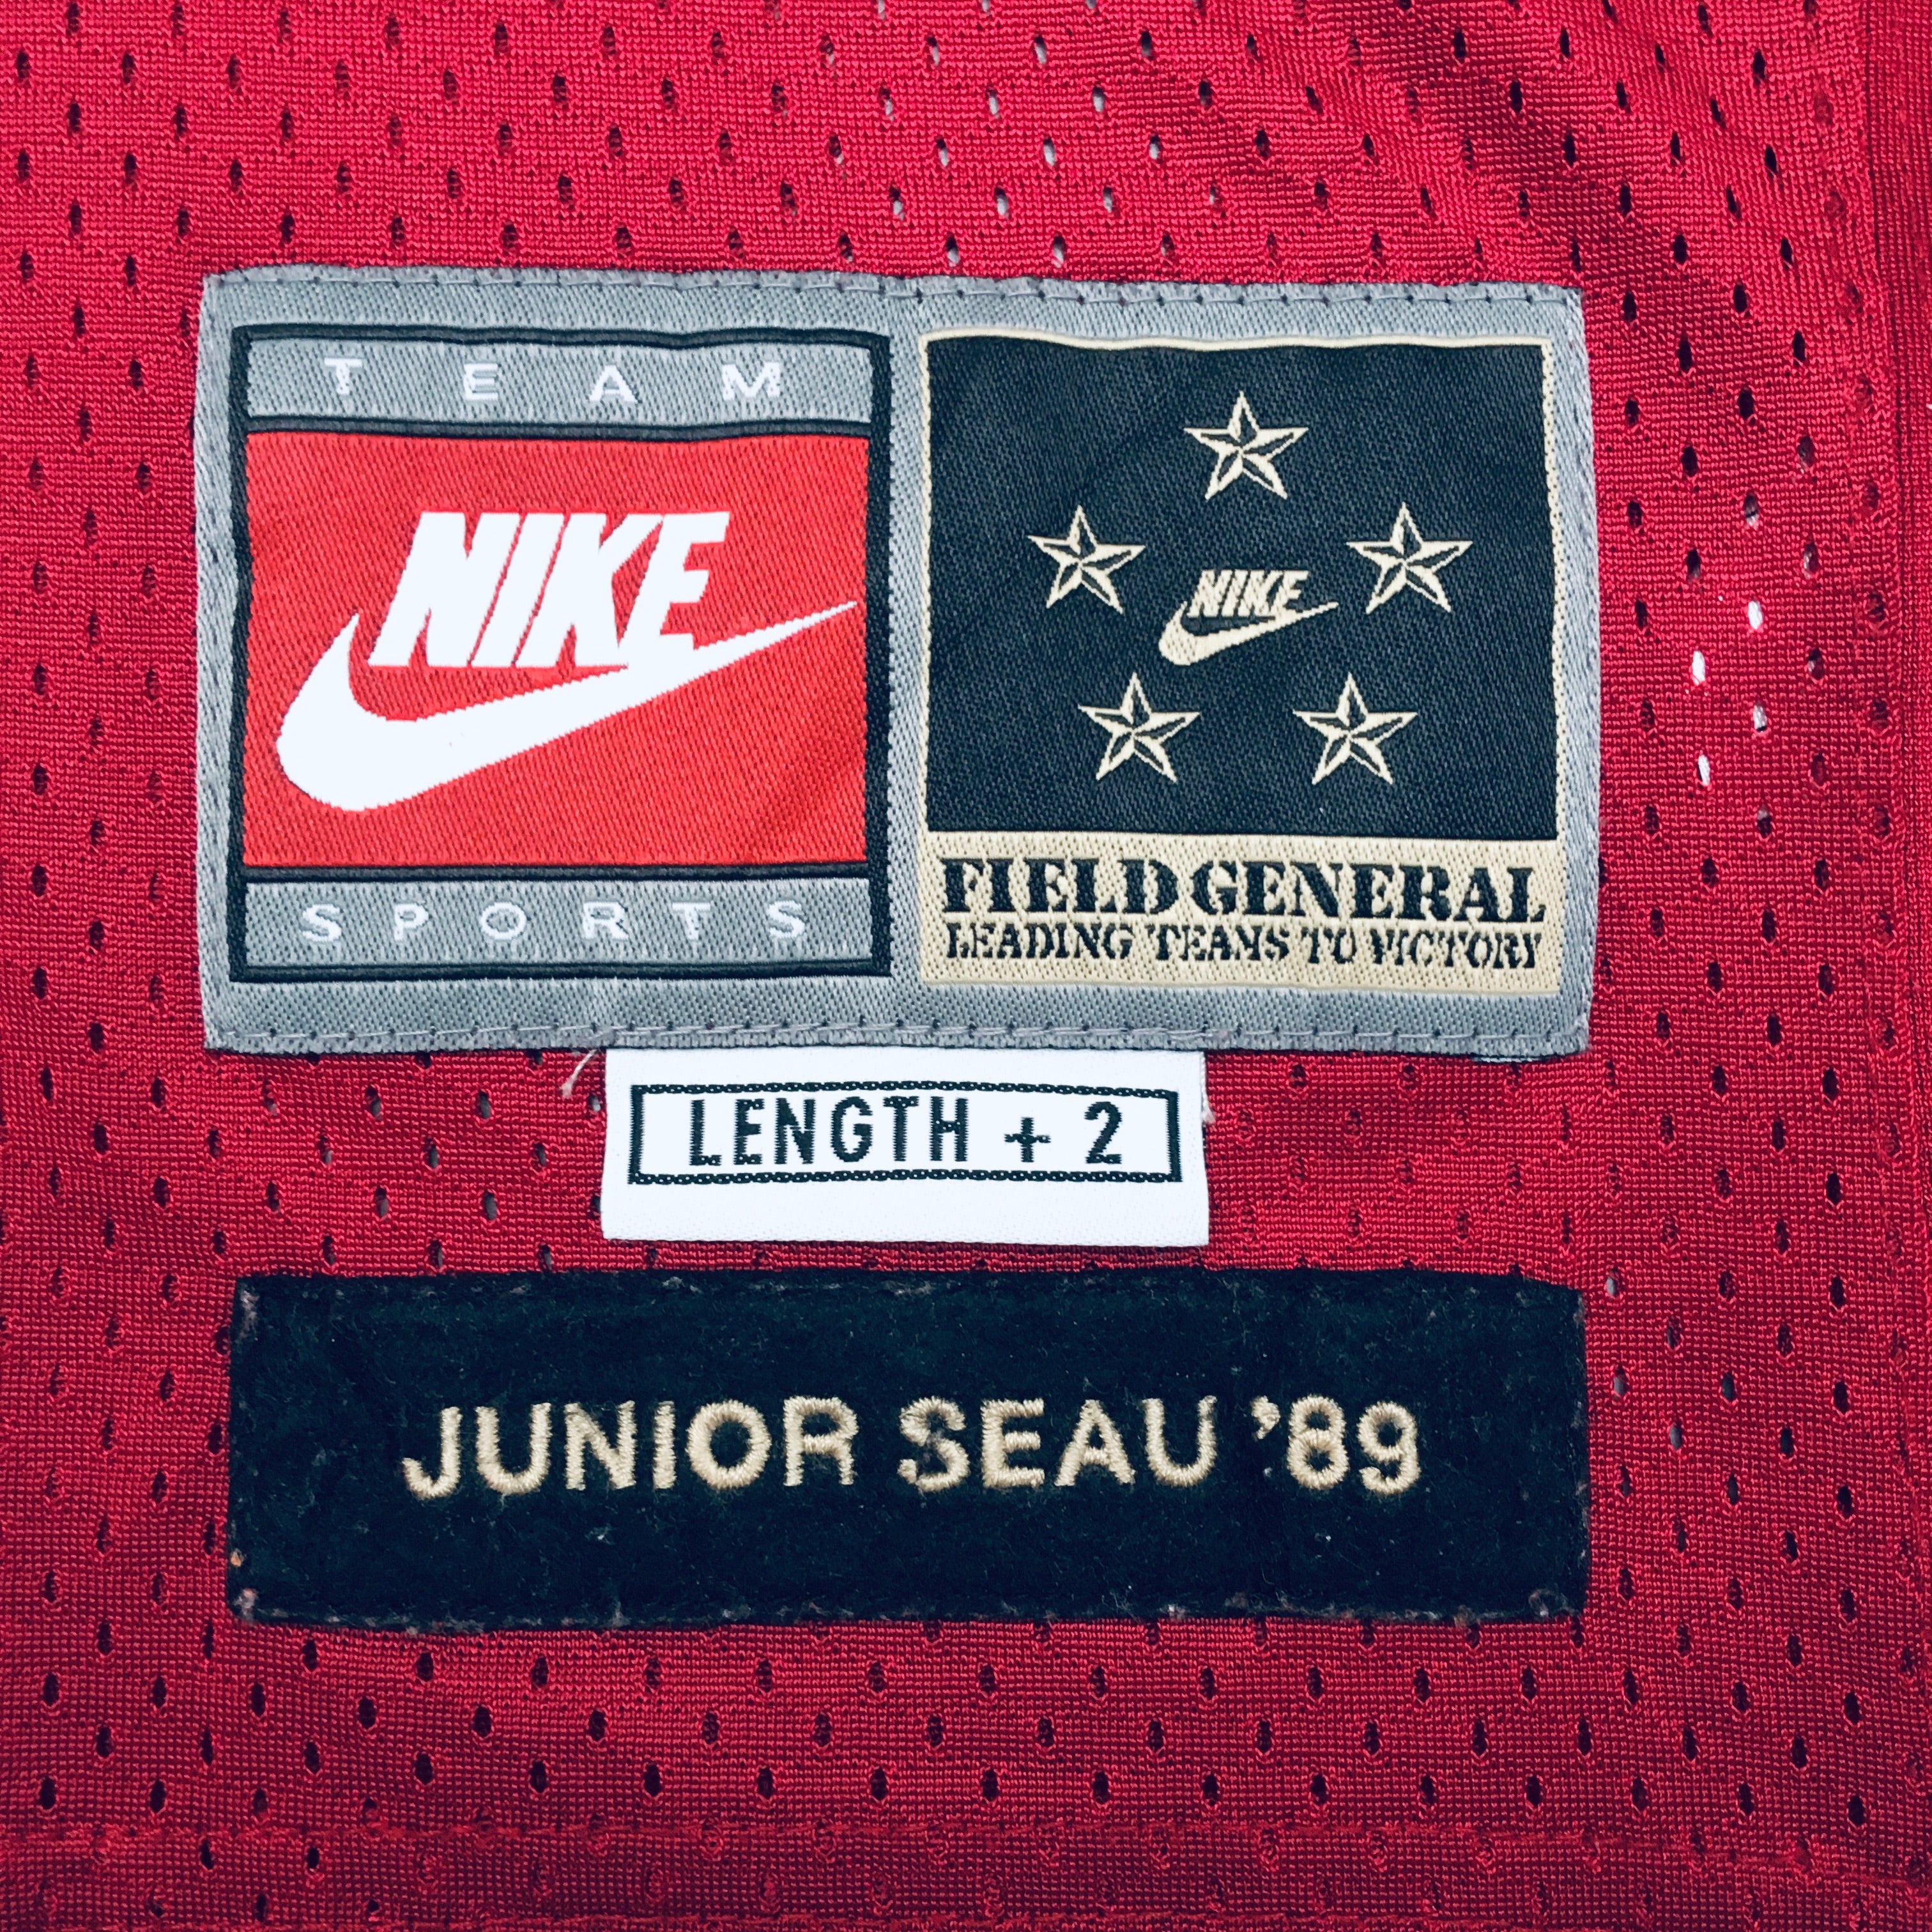 TEAM
NIKE
SPORTS
NIKE
FIELD GENERAL
LEADING TEAMS TO VICTORY
LENGTH + 2
JUNIOR SEAU ’89